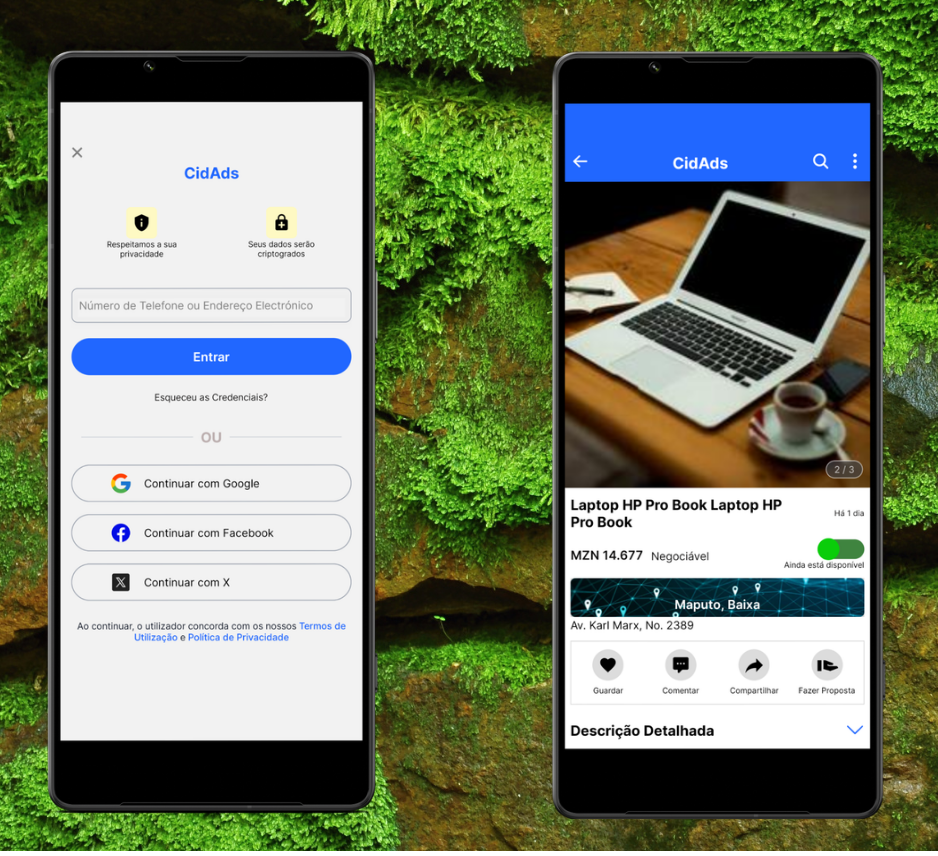 CidAds
Respeitamos a sua
privacidade
Seus dados serão
criptogrados
Número de Telefone ou Endereço Electrónico
Entrar
Esqueceu as Credenciais?
OU
Continuar com Google
Continuar com Facebook
Continuar com X
Ao continuar, o utilizador concorda com os nossos Termos de
Utilização e Política de Privacidade
CidAds
2 / 3
Laptop HP Pro Book Laptop HP
Pro Book
Há 1 dia
MZN 14.677 Negociável
Ainda está disponível
Maputo, Baixa
Av. Karl Marx, No. 2389
Guardar
Comentar
Compartilhar
Fazer Proposta
Descrição Detalhada